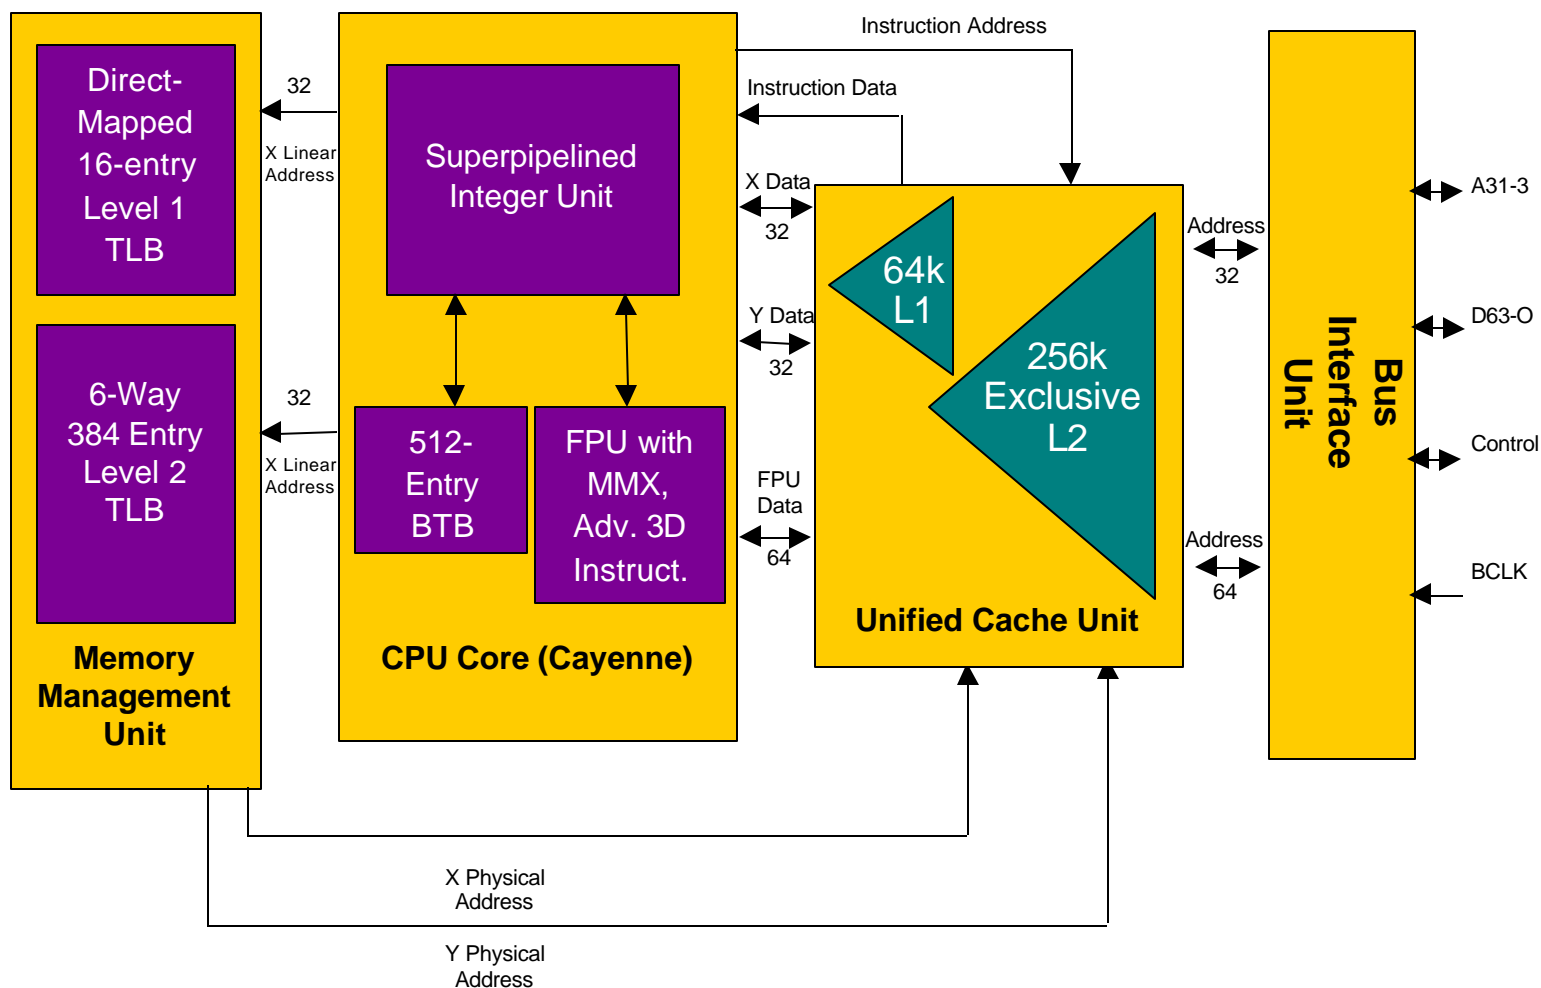 Direct-
Mapped
16-entry
Level 1
TLB
6-Way
384 Entry
Level 2
TLB
Memory
Management
Unit
32
X Linear
Address
32
X Linear
Address
Superpipelined
Integer Unit
512-
Entry
BTB
FPU with
MMX,
Adv. 3D
Instruct.
CPU Core (Cayenne)
Instruction Address
Instruction Data
X Data
32
Y Data
32
FPU
Data
64
64k
L1
256k
Exclusive
L2
Unified Cache Unit
Address
32
Address
64
Bus
Interface
Unit
A31-3
D63-O
Control
BCLK
X Physical
Address
Y Physical
Address